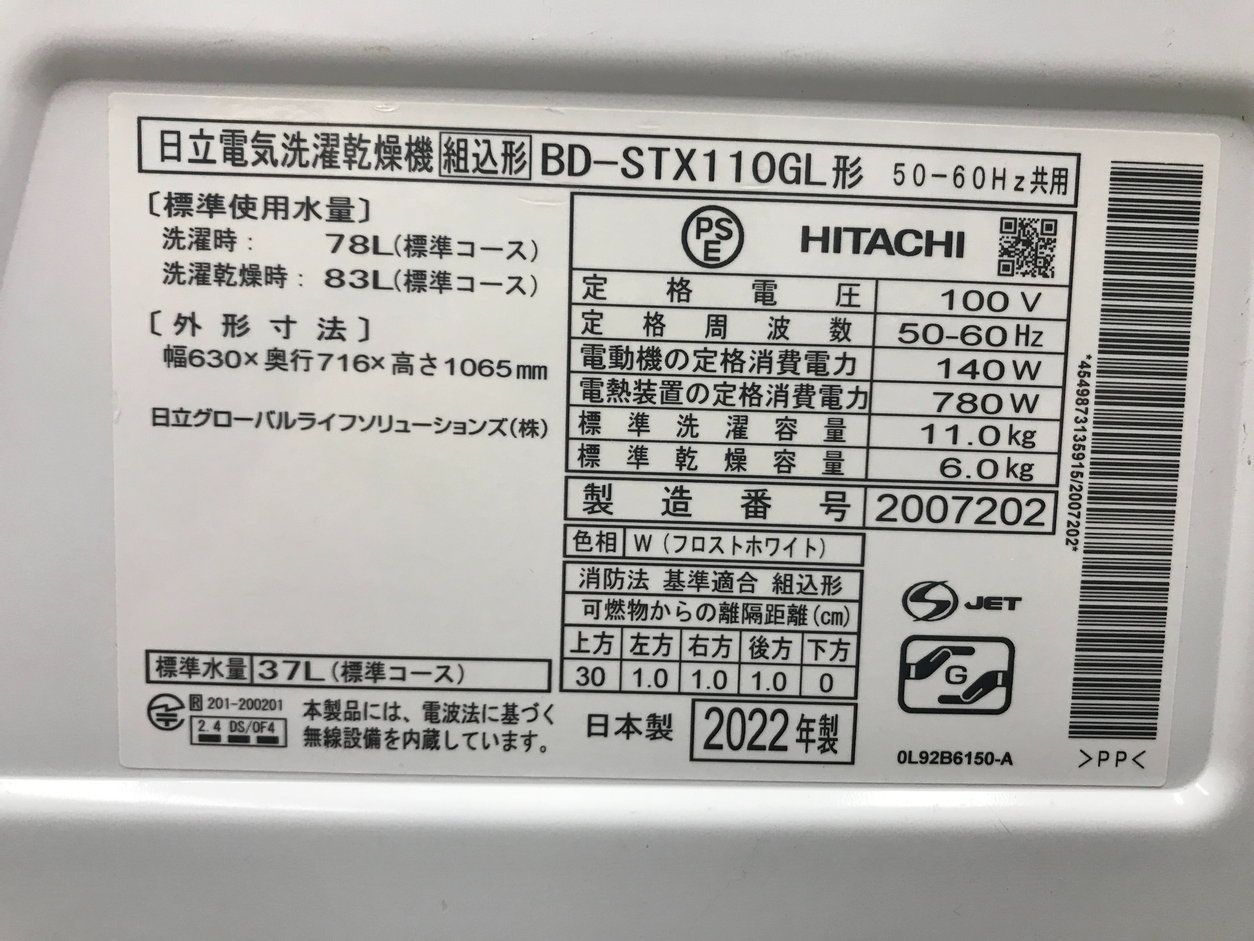 日立電気洗濯乾燥機 組込形 BD-STX110GL形 50-60Hz共用
〔標準使用水量〕
洗濯時： 78L(標準コース)
洗濯乾燥時： 83L(標準コース)
〔外形寸法〕
幅630×奥行716×高さ1065mm
日立グローバルライフソリューションズ(株)
PSE HITACHI
定格電圧 100V
定格周波数 50-60Hz
電動機の定格消費電力 140W
電熱装置の定格消費電力 780W
標準洗濯容量 11.0kg
標準乾燥容量 6.0kg
製造番号 2007202
色相 W（フロストホワイト）
消防法 基準適合 組込形
可燃物からの離隔距離(cm)
上方 左方 右方 後方 下方
30 1.0 1.0 1.0 0
標準水量 37L(標準コース)
R 201-200201
2.4 DS/OF4
本製品には、電波法に基づく
無線設備を内蔵しています。
日本製 2022年製
JET
G
0L92B6150-A
*4549873135915/2007202*
>PP<